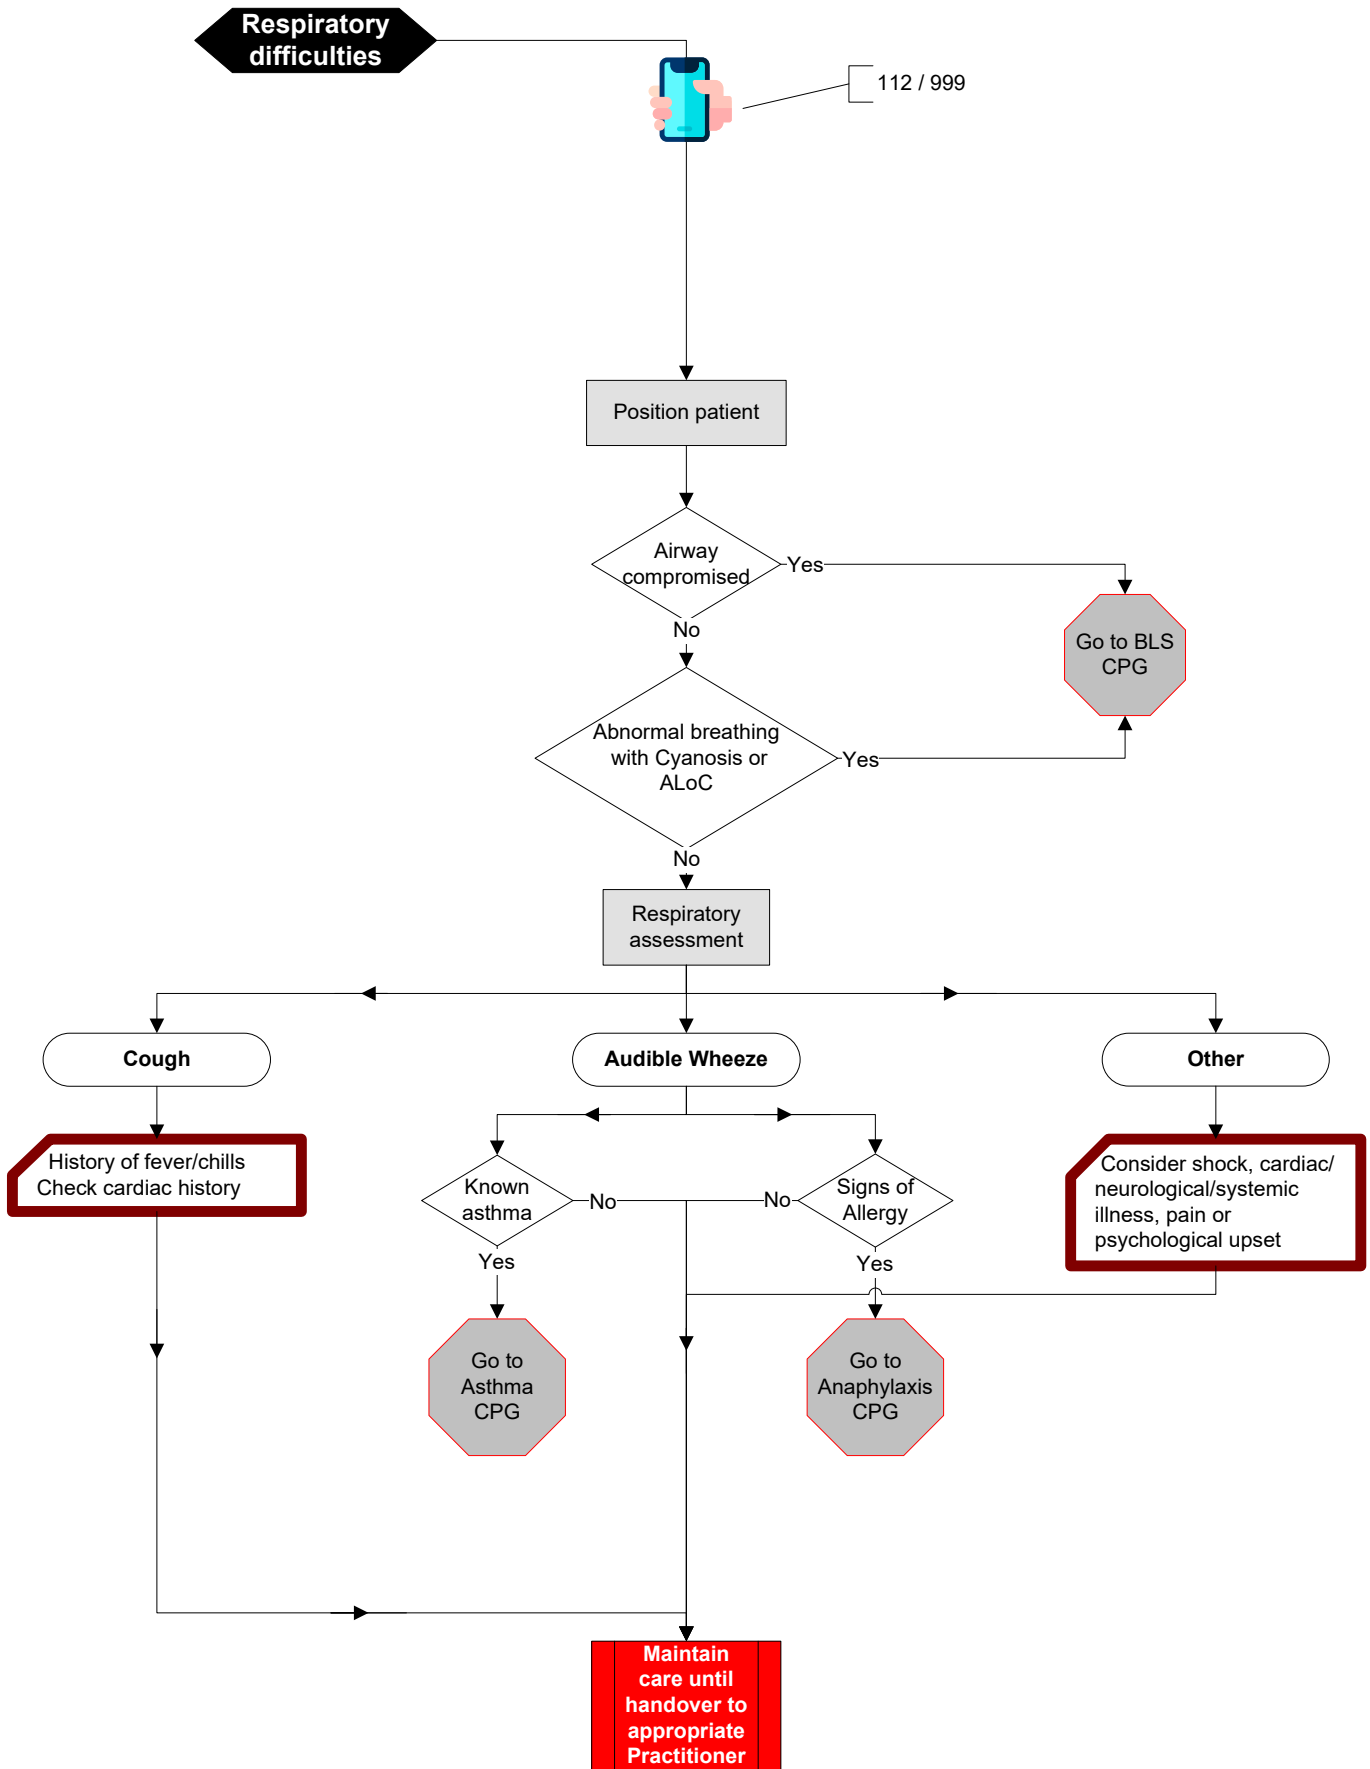 Respiratory
difficulties
112 / 999
Position patient
Airway
compromised
Yes
No
Go to BLS
CPG
Abnormal breathing
with Cyanosis or
ALoC
Yes
No
Respiratory
assessment
Cough
Audible Wheeze
Other
History of fever/chills
Check cardiac history
Known
asthma
No
No
Signs of
Allergy
Consider shock, cardiac/
neurological/systemic
illness, pain or
psychological upset
Yes
Yes
Go to
Asthma
CPG
Go to
Anaphylaxis
CPG
Maintain
care until
handover to
appropriate
Practitioner